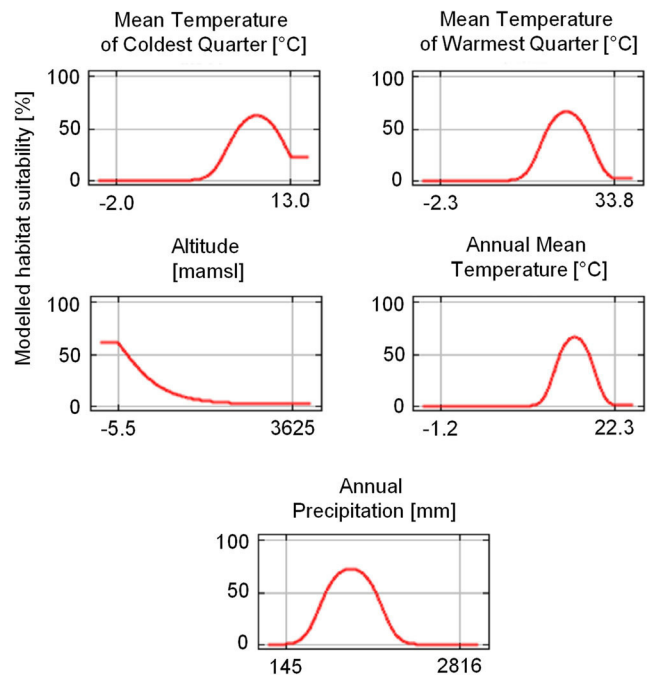 Mean Temperature
of Coldest Quarter [°C]
Mean Temperature
of Warmest Quarter [°C]
Modelled habitat suitability [%]
100
50
0
-2.0
13.0
100
50
0
-2.3
33.8
Altitude
[mamsl]
Annual Mean
Temperature [°C]
100
50
0
-5.5
3625
100
50
0
-1.2
22.3
Annual
Precipitation [mm]
100
50
0
145
2816